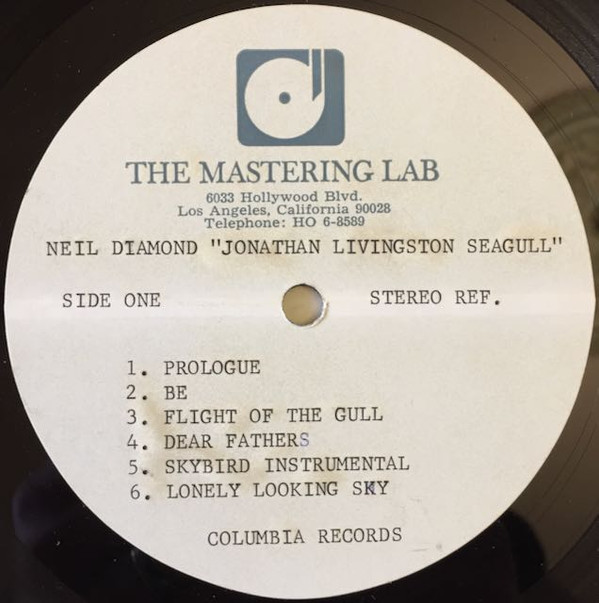 THE MASTERING LAB
6033 Hollywood Blvd.
Los Angeles, California 90028
Telephone: HO 6-8589
NEIL DIAMOND "JONATHAN LIVINGSTON SEAGULL"
SIDE ONE STEREO REF.
1. PROLOGUE
2. BE
3. FLIGHT OF THE GULL
4. DEAR FATHERS
5. SKYBIRD INSTRUMENTAL
6. LONELY LOOKING SKY
COLUMBIA RECORDS